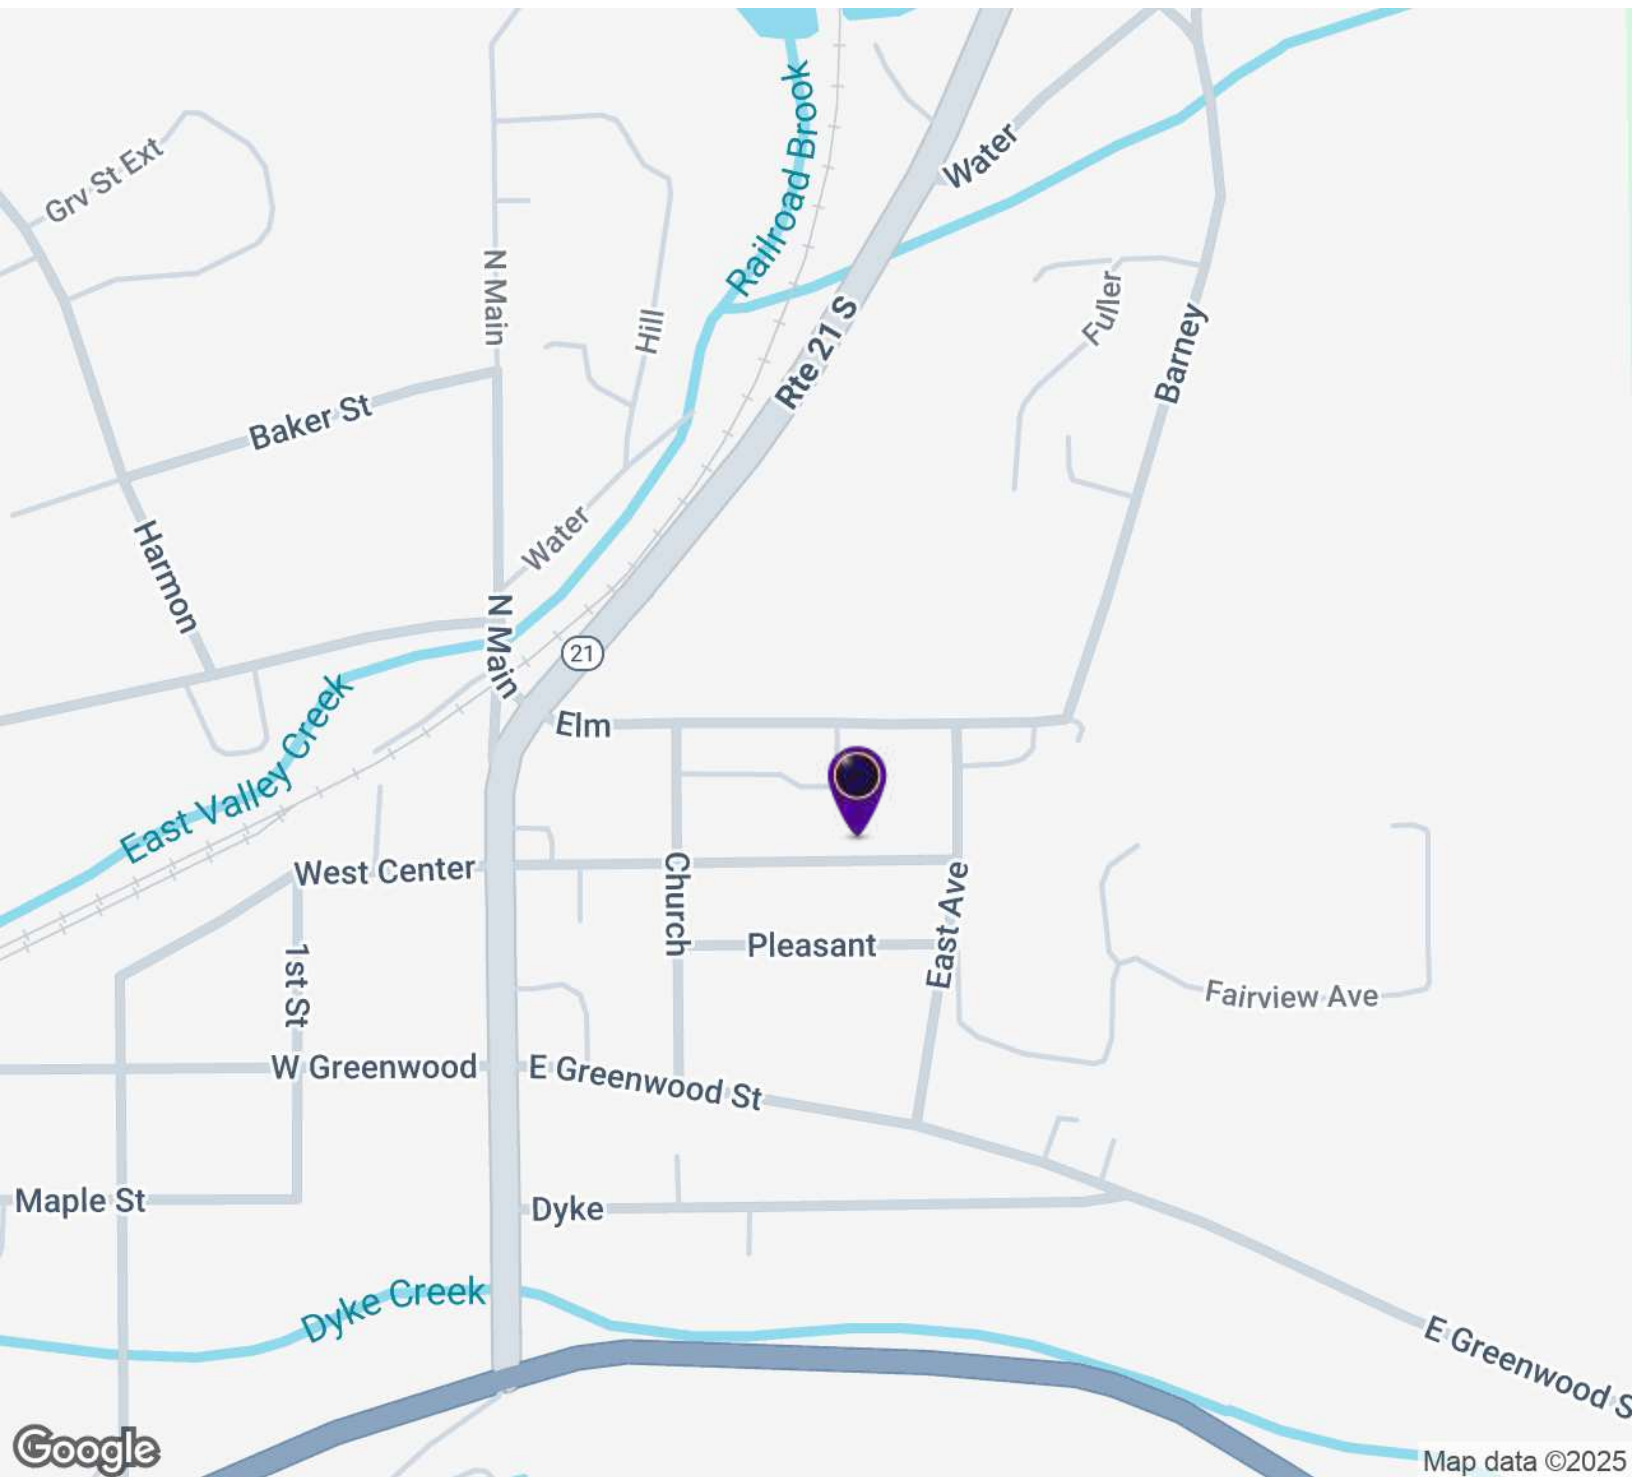 Grv St Ext
N Main
Hill
Railroad Brook
Water
Rte 21 S
Fuller
Barney
Baker St
Harmon
Water
N Main
21
East Valley Creek
Elm
West Center
Church
East Ave
Pleasant
1st St
Fairview Ave
W Greenwood
E Greenwood St
Maple St
Dyke
Dyke Creek
E Greenwood S
Google
Map data ©2025